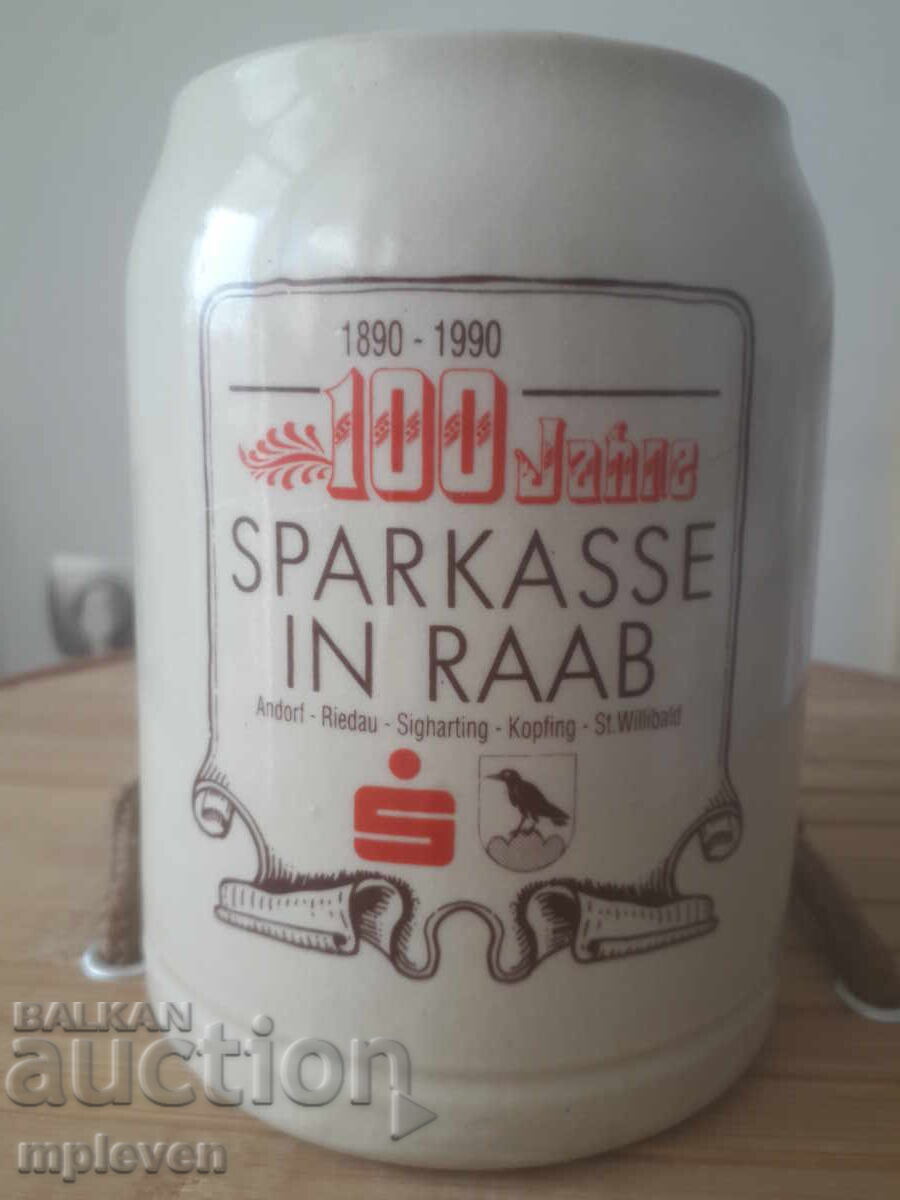 1890 - 1990
100 Jahre
SPARKASSE
IN RAAB
Andorf - Riedau - Sigharting - Kopfing - St. Willibald
S
BALKAN
auction
mpleven